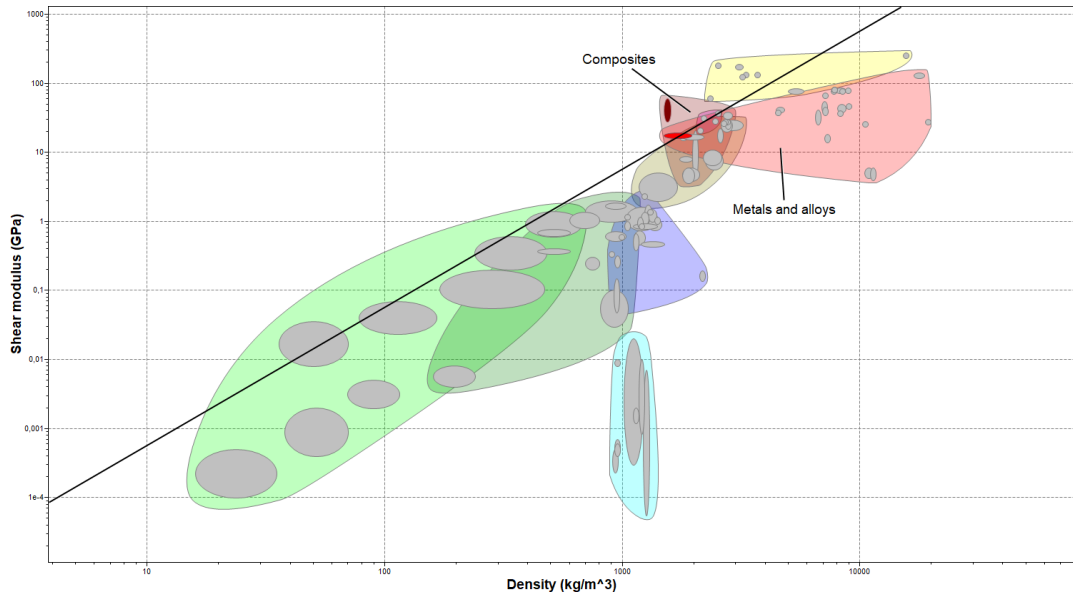 1000
Composites
100
10
Metals and alloys
1
0,1
0,01
0,001
1e-4
Shear modulus (GPa)
10
100
1000
10000
Density (kg/m^3)